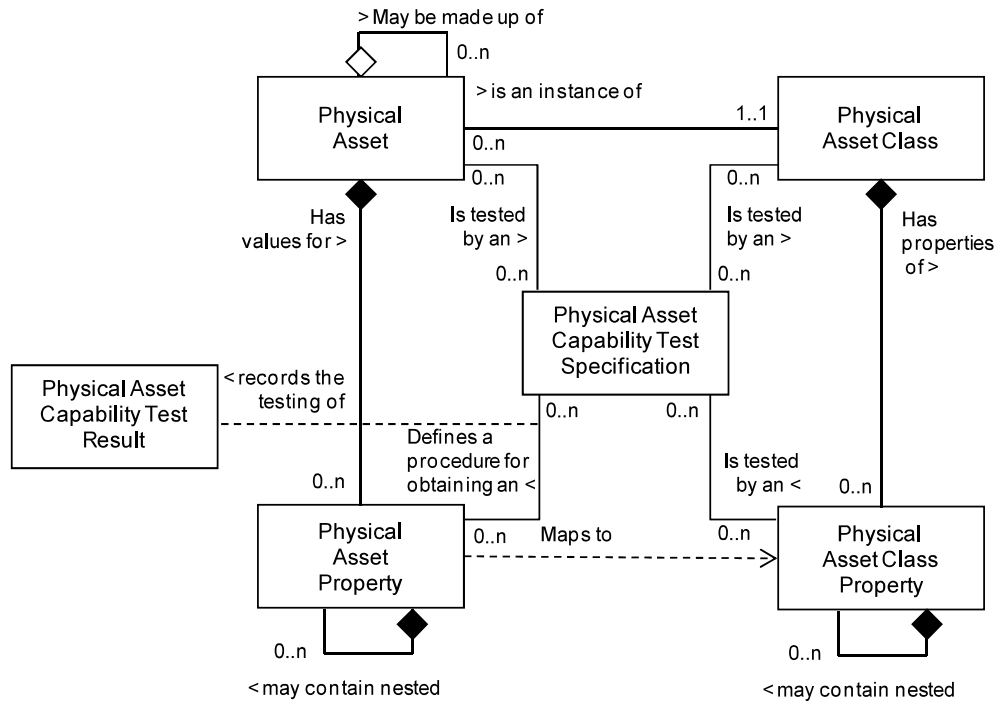 > May be made up of
0..n
> is an instance of
Physical
Asset
1..1
0..n
Physical
Asset Class
0..n
0..n
Has
values for >
Is tested
by an >
Is tested
by an >
Has
properties
of >
0..n
0..n
Physical Asset
Capability Test
Specification
Physical Asset
Capability Test
Result
< records the
testing of
0..n
0..n
Defines a
procedure for
obtaining an <
Is tested
by an <
0..n
0..n
Physical
Asset
Property
0..n
Maps to
0..n
Physical
Asset Class
Property
0..n
0..n
< may contain nested
< may contain nested